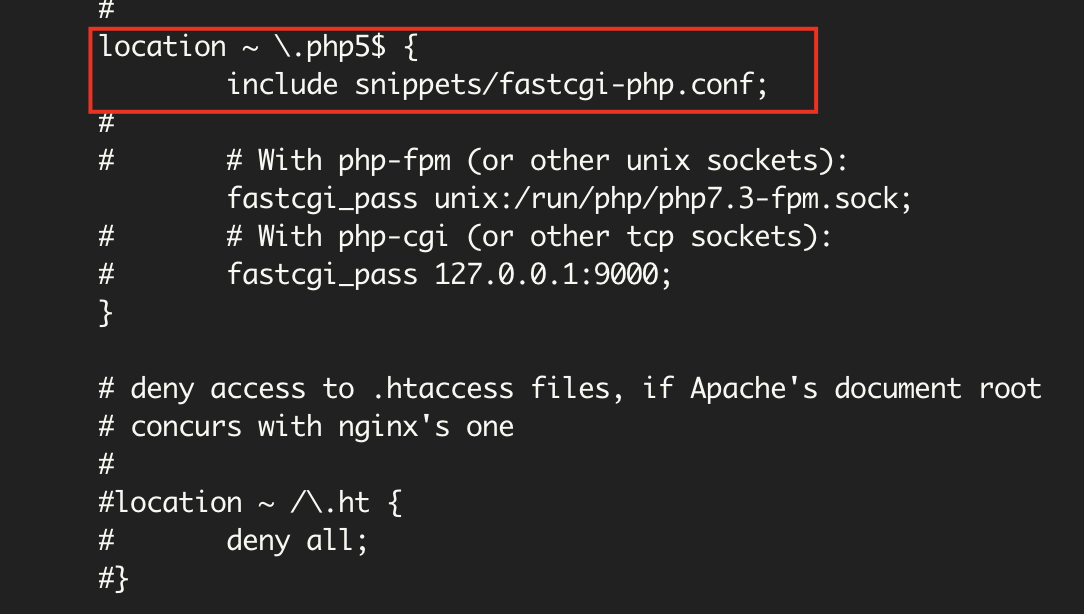 #
location ~ \.php5$ {
include snippets/fastcgi-php.conf;
#
# # With php-fpm (or other unix sockets):
fastcgi_pass unix:/run/php/php7.3-fpm.sock;
# # With php-cgi (or other tcp sockets):
# fastcgi_pass 127.0.0.1:9000;
}
# deny access to .htaccess files, if Apache's document root
# concurs with nginx's one
#
#location ~ /\.ht {
# deny all;
#}